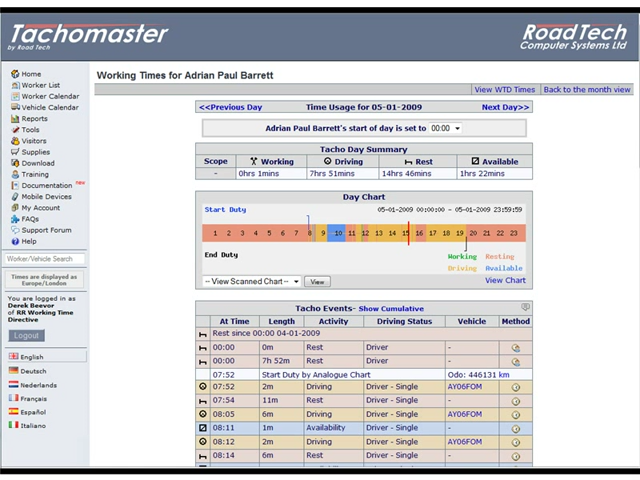 Tachomaster
by Road Tech
RoadTech
Computer Systems Ltd
Home
Worker List
Worker Calendar
Vehicle Calendar
Reports
Tools
Visitors
Supplies
Download
Training
Documentation new
Mobile Devices
My Account
FAQs
Support Forum
Help
Worker/Vehicle Search
Times are displayed as
Europe/London
You are logged in as
Derek Beevor
of RR Working Time
Directive
Logout
English
Deutsch
Nederlands
Français
Español
Italiano
Working Times for Adrian Paul Barrett
View WTD Times Back to the month view
<<Previous Day Time Usage for 05-01-2009 Next Day>>
Adrian Paul Barrett's start of day is set to 00:00
Tacho Day Summary
Scope Working Driving Rest Available
- 0hrs 1mins 7hrs 51mins 14hrs 46mins 1hrs 22mins
Day Chart
Start Duty 05-01-2009 00:00:00 - 05-01-2009 23:59:59
1 2 3 4 5 6 7 8 9 10 11 12 13 14 15 16 17 18 19 20 21 22 23
End Duty Working Resting
Driving Available
-- View Scanned Chart-- View View Chart
Tacho Events- Show Cumulative
At Time Length Activity Driving Status Vehicle Method
Rest since 00:00 04-01-2009
00:00 0m Rest Driver -
00:00 7h 52m Rest Driver -
07:52 Start Duty by Analogue Chart Odo: 446131 km
07:52 2m Driving Driver - Single AY06FOM
07:54 11m Rest Driver - Single -
08:05 6m Driving Driver - Single AY06FOM
08:11 1m Availability Driver - Single -
08:12 2m Driving Driver - Single AY06FOM
08:14 6m Rest Driver - Single -